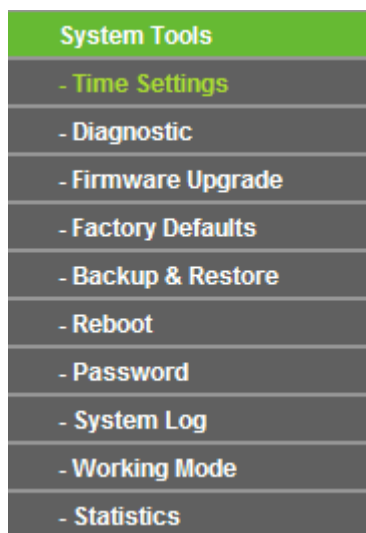 System Tools
- Time Settings
- Diagnostic
- Firmware Upgrade
- Factory Defaults
- Backup & Restore
- Reboot
- Password
- System Log
- Working Mode
- Statistics